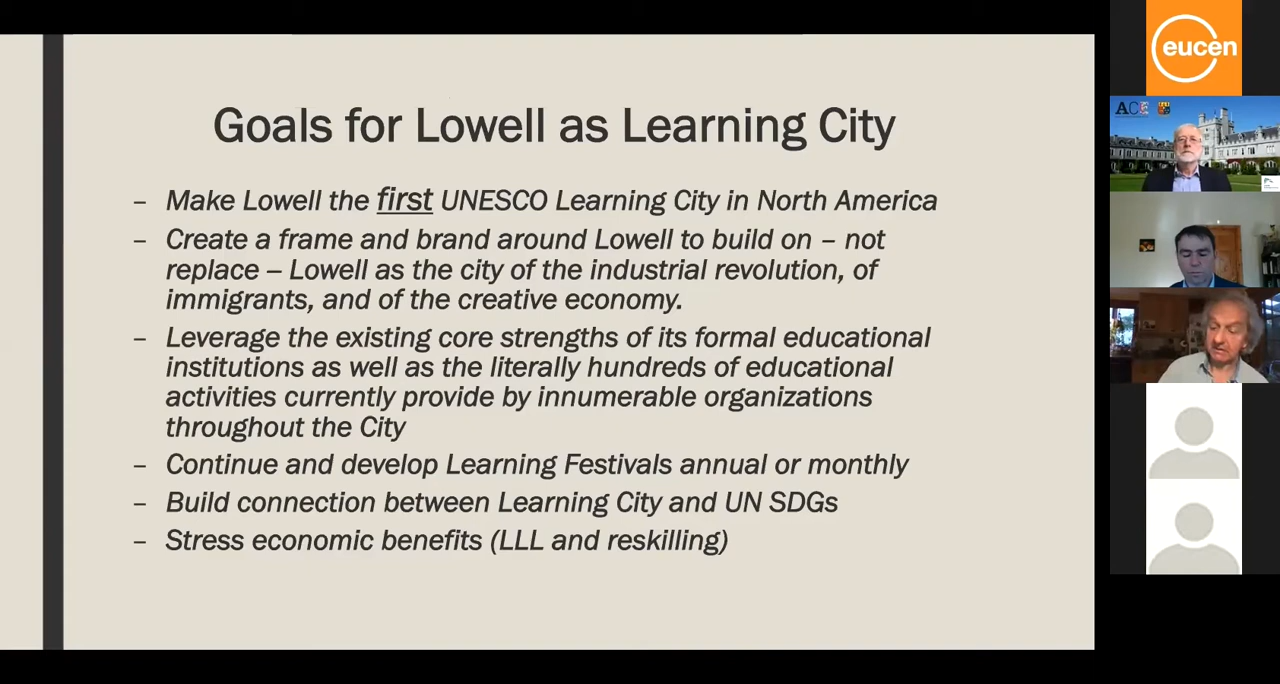 Goals for Lowell as Learning City
– Make Lowell the first UNESCO Learning City in North America
– Create a frame and brand around Lowell to build on – not
replace – Lowell as the city of the industrial revolution, of
immigrants, and of the creative economy.
– Leverage the existing core strengths of its formal educational
institutions as well as the literally hundreds of educational
activities currently provide by innumerable organizations
throughout the City
– Continue and develop Learning Festivals annual or monthly
– Build connection between Learning City and UN SDGs
– Stress economic benefits (LLL and reskilling)
eucen
ACE